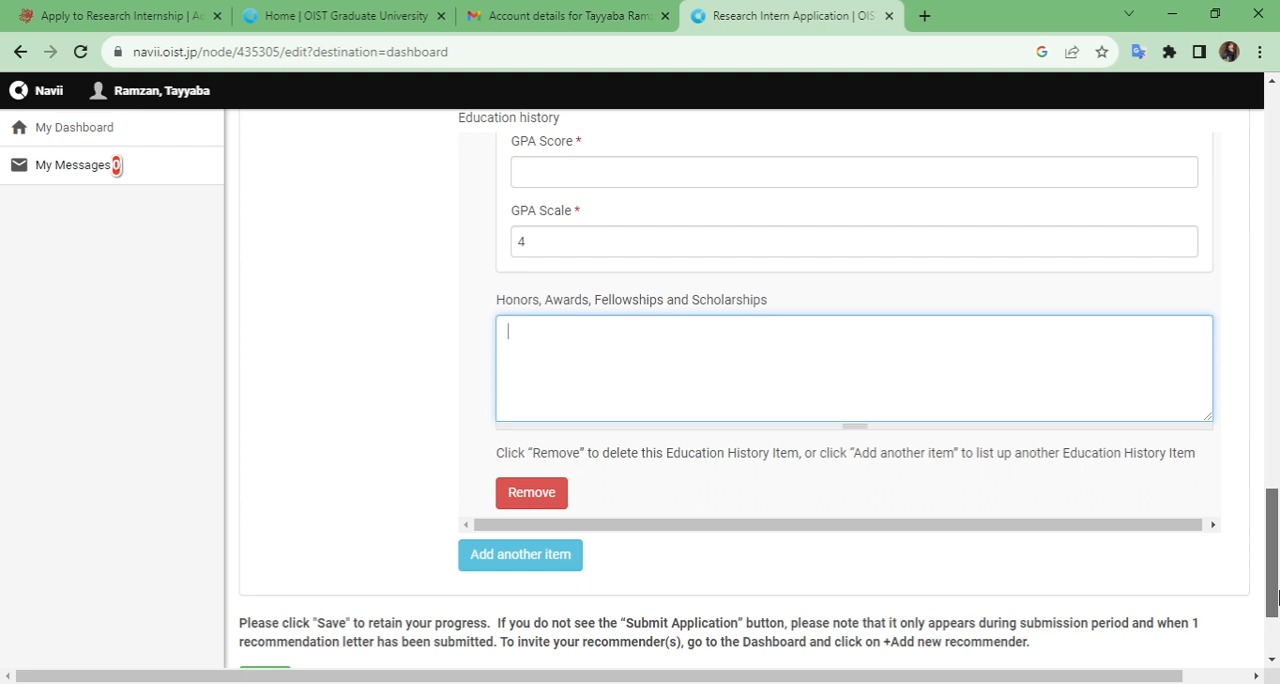 Apply to Research Internship | Ac
Home | OIST Graduate University
Account details for Tayyaba Ram
Research Intern Application | OIS
navii.oist.jp/node/435305/edit?destination=dashboard
Navii
Ramzan, Tayyaba
My Dashboard
My Messages 0
Education history
GPA Score *
GPA Scale *
4
Honors, Awards, Fellowships and Scholarships
Click “Remove” to delete this Education History Item, or click “Add another item” to list up another Education History Item
Remove
Add another item
Please click "Save" to retain your progress. If you do not see the “Submit Application” button, please note that it only appears during submission period and when 1
recommendation letter has been submitted. To invite your recommender(s), go to the Dashboard and click on +Add new recommender.